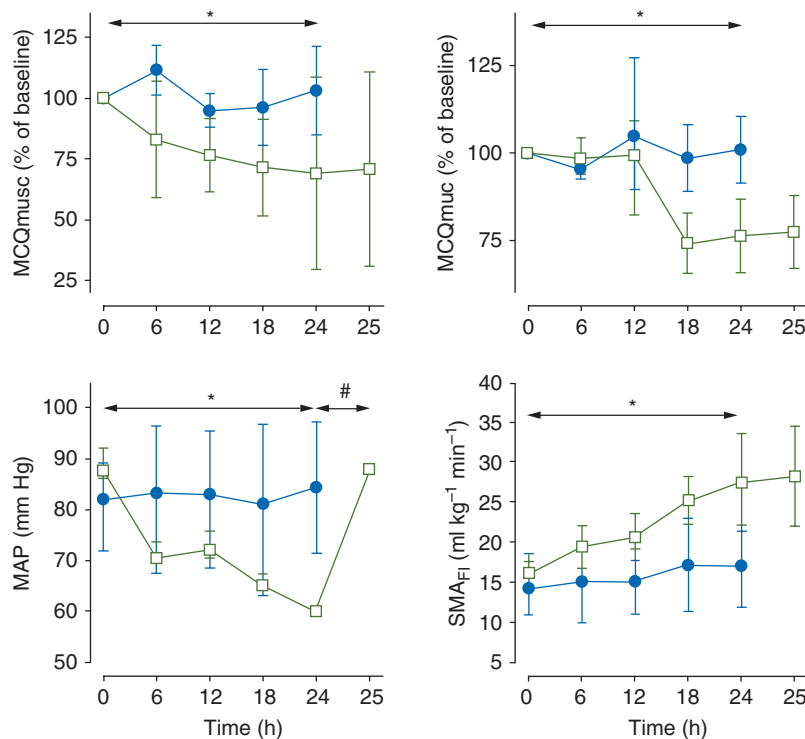 *
125
100
75
50
25
MCQmusc (% of baseline)
0 6 12 18 24 25
*
125
100
75
MCQmuc (% of baseline)
0 6 12 18 24 25
* #
100
90
80
70
60
50
MAP (mm Hg)
0 6 12 18 24 25
Time (h)
*
40
35
30
25
20
15
10
5
SMA_FI (ml kg⁻¹ min⁻¹)
0 6 12 18 24 25
Time (h)